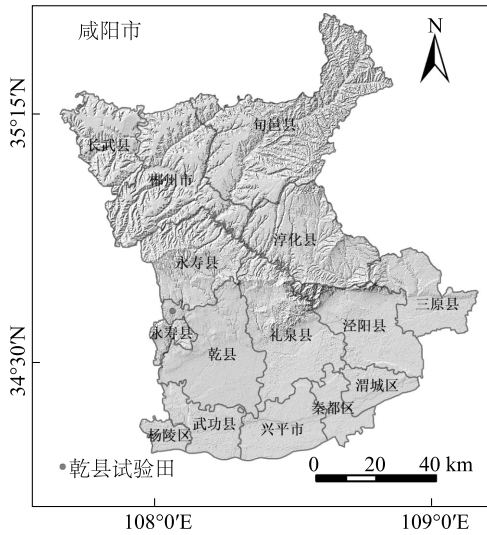 咸阳市
N
35°15′N
旬邑县
长武县
郴州市
淳化县
永寿县
三原县
永寿县
礼泉县
泾阳县
乾县
34°30′N
渭城区
秦都区
武功县
兴平市
杨陵区
0 20 40 km
乾县试验田
108°0′E
109°0′E